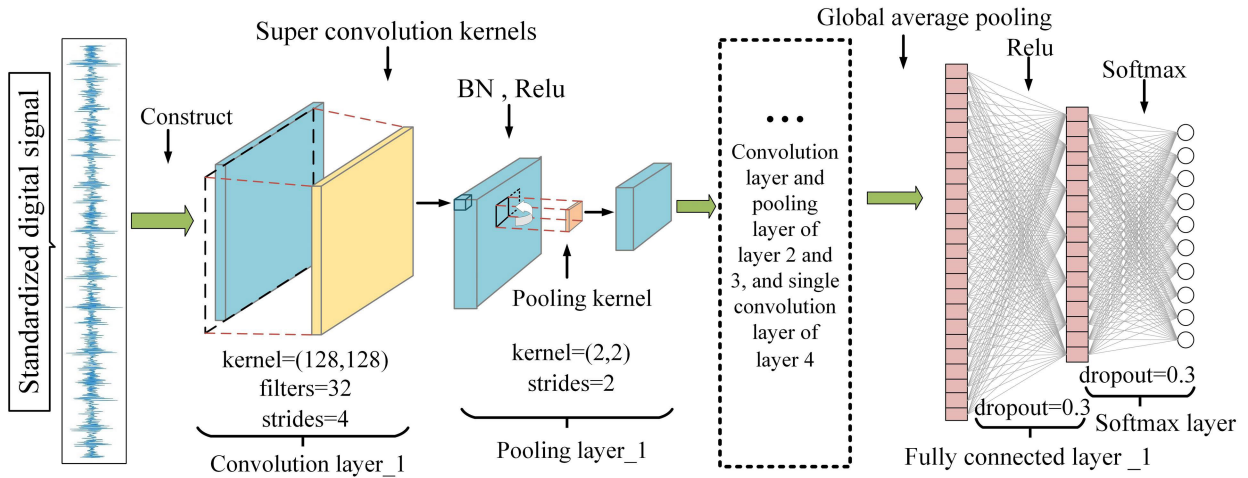 Standardized digital signal
Construct
Super convolution kernels
kernel=(128,128)
filters=32
strides=4
Convolution layer_1
BN , Relu
Pooling kernel
kernel=(2,2)
strides=2
Pooling layer_1
•••
Convolution
layer and
pooling
layer of
layer 2 and
3, and single
convolution
layer of
layer 4
Global average pooling
Relu
Softmax
dropout=0.3
dropout=0.3
Softmax layer
Fully connected layer _1